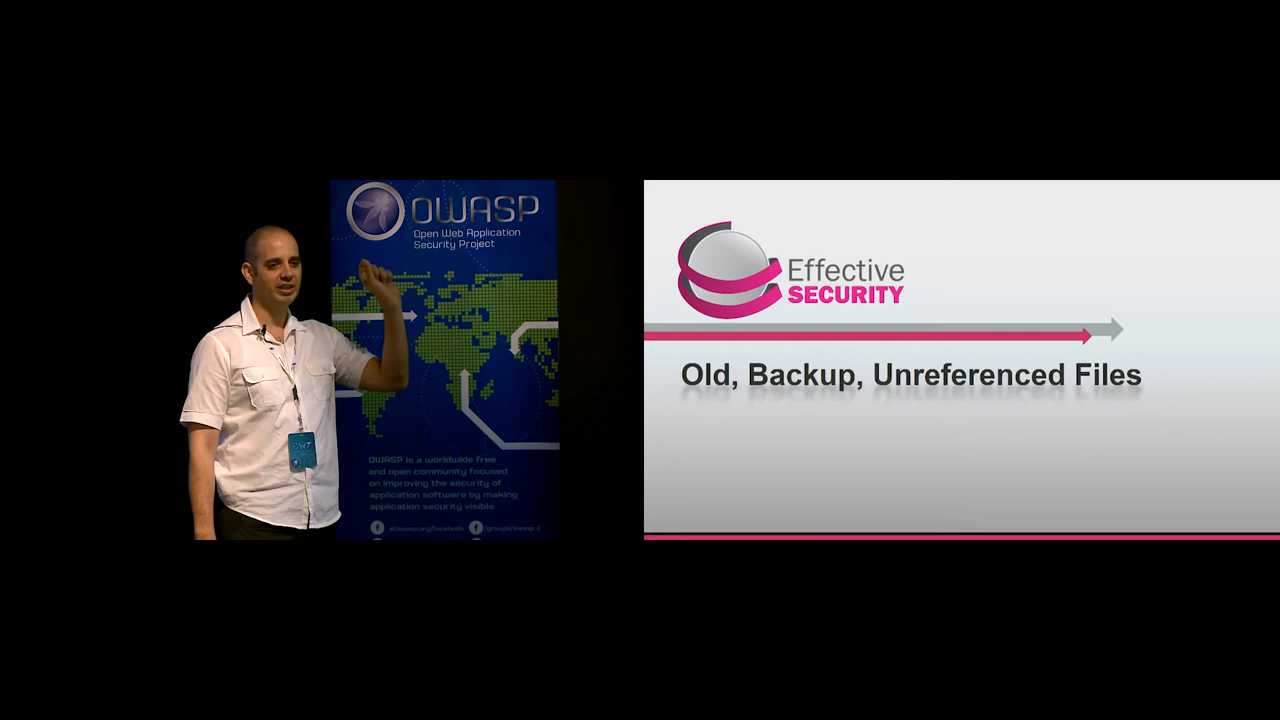 OWASP
Open Web Application
Security Project
OWASP is a worldwide free
and open community focused
on improving the security of
application software by making
application security visible.
Effective
SECURITY
Old, Backup, Unreferenced Files